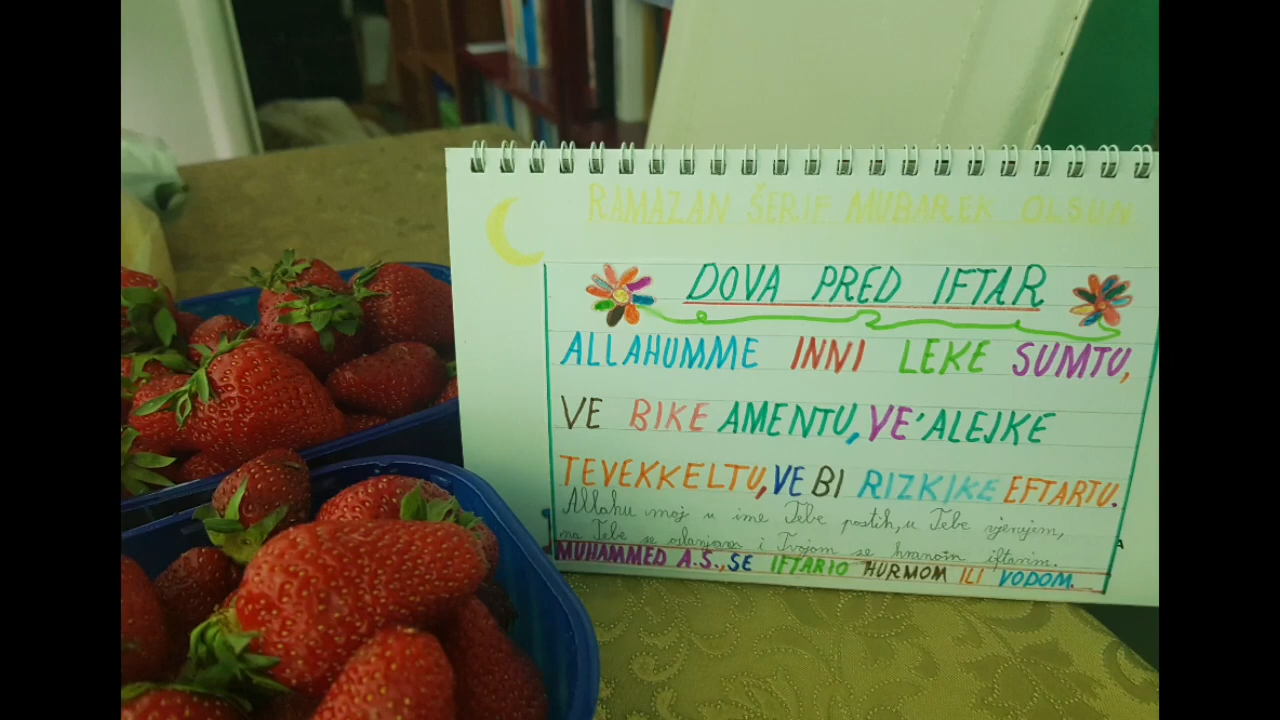 RAMAZAN ŠERIF MUBAREK OLSUN
DOVA PRED IFTAR
ALLAHUMME INNI LEKE SUMTU,
VE BIKE AMENTU, VE'ALEJKE
TEVEKKELTU, VE BI RIZKIKE EFTARTU.
Allahu moj u ime Tebe postih, u Tebe vjerujem,
na Tebe se oslanjam i Tvojom se hranom iftarim.
MUHAMMED A.S., SE IFTARIO HURMOM ILI VODOM.